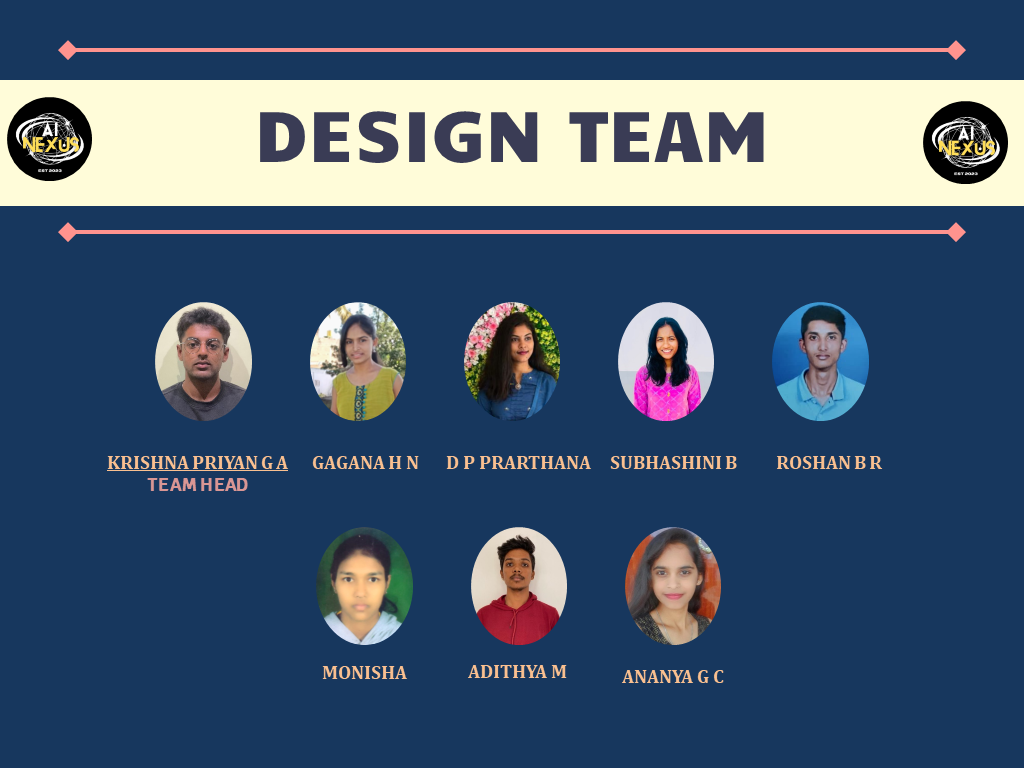 DESIGN TEAM
AI
NEXUS
EST 2023
AI
NEXUS
EST 2023
KRISHNA PRIYAN G A
TEAM HEAD
GAGANA H N
D P PRARTHANA
SUBHASHINI B
ROSHAN B R
MONISHA
ADITHYA M
ANANYA G C